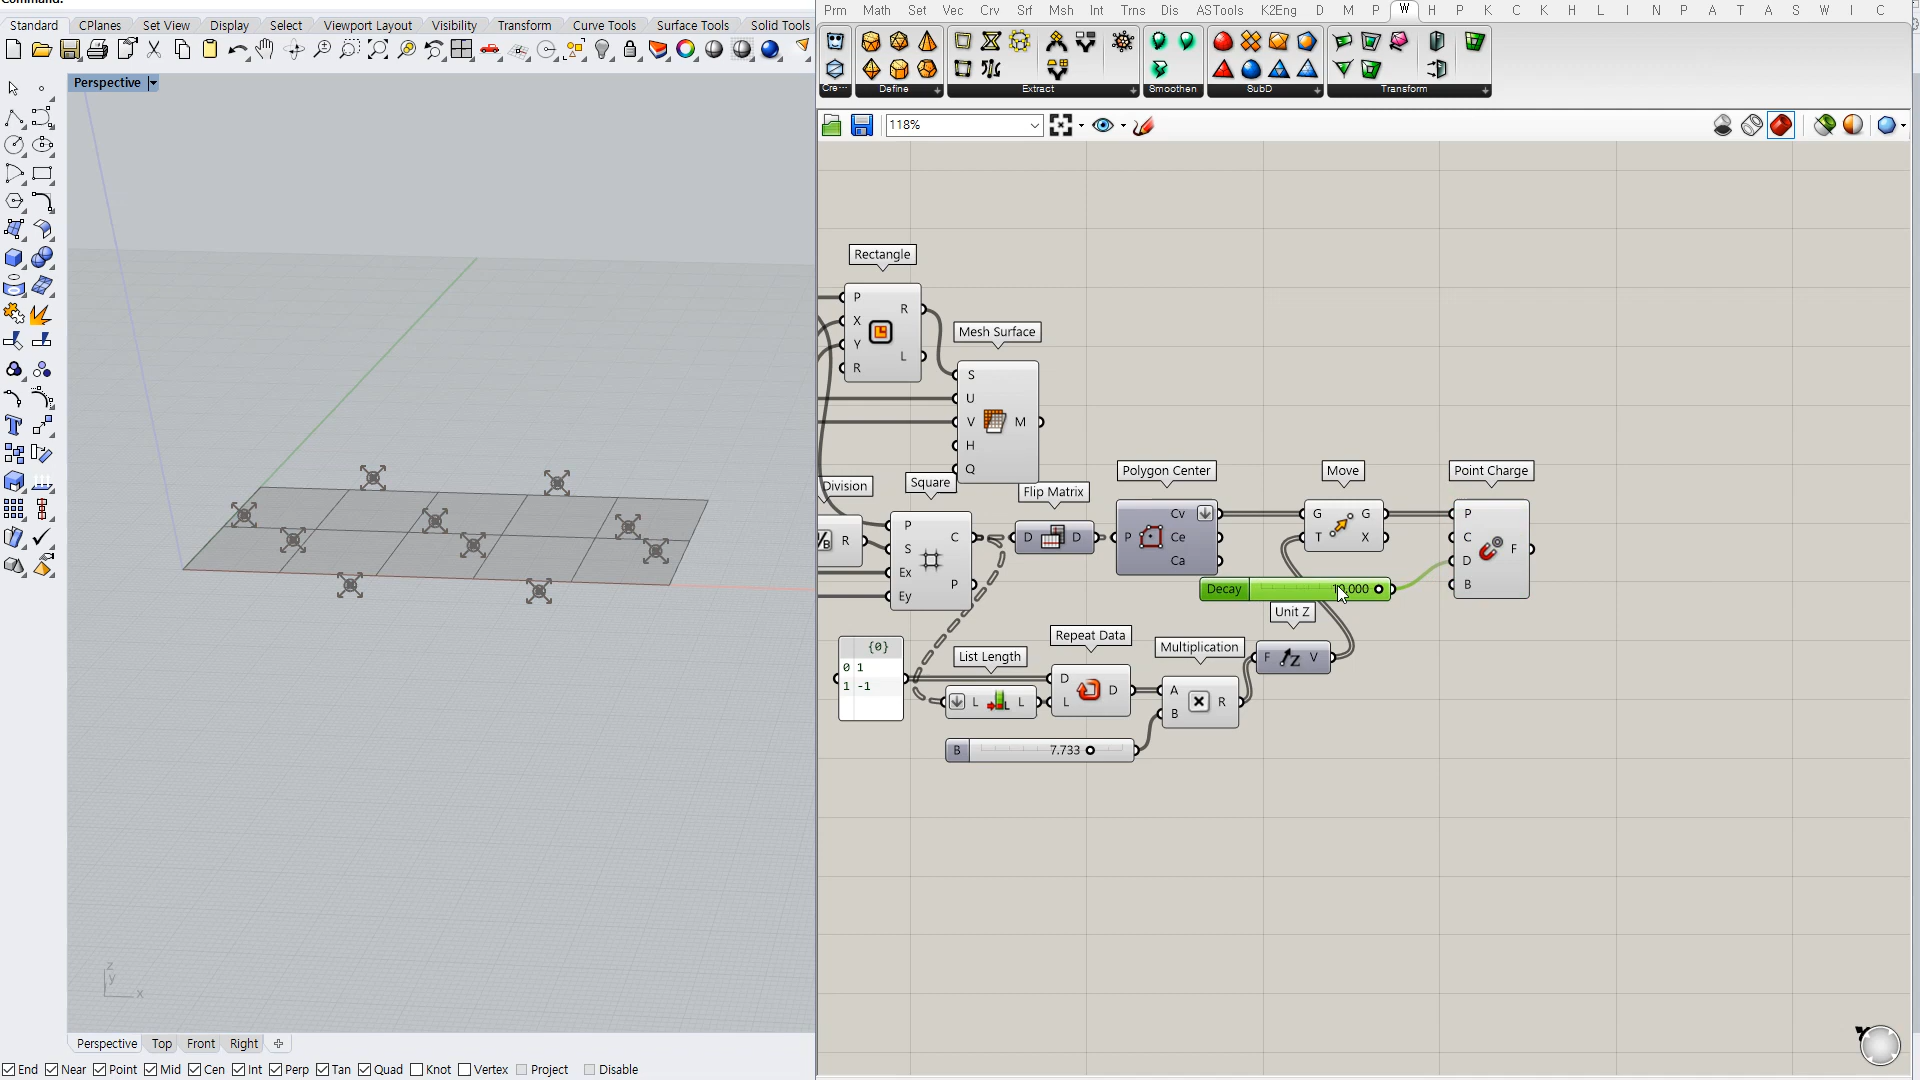 Command:
Standard CPlanes Set View Display Select Viewport Layout Visibility Transform Curve Tools Surface Tools Solid Tools
Prm Math Set Vec Crv Srf Msh Int Trns Dis ASTools K2Eng D M P W H P K C K H L I N P A T A S W I C
Cre··· Define Extract Smoothen SubD Transform
Perspective
118%
Rectangle
P
X
Y
R
R
L
Mesh Surface
S
U
V
H
Q
M
Division
R
Square
P
S
Ex
Ey
C
P
Flip Matrix
D D
Polygon Center
P
Cv
Ce
Ca
Move
G
T
G
X
Point Charge
P
C
D
B
F
Decay
Unit Z
F V
{0}
0 1
1 -1
List Length
L L
Repeat Data
D
L
D
Multiplication
A
B
R
B 7.733
z
y
x
Perspective Top Front Right
End Near Point Mid Cen Int Perp Tan Quad Knot Vertex Project Disable